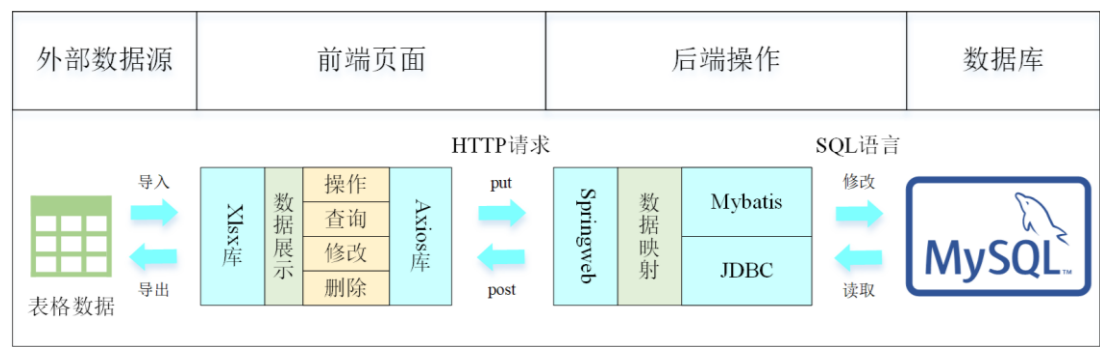 外部数据源
前端页面
后端操作
数据库
HTTP请求
SQL语言
导入
导出
表格数据
Xlsx库
数据展示
操作
查询
修改
删除
Axios库
put
post
Springweb
数据映射
Mybatis
JDBC
修改
读取
MySQL™